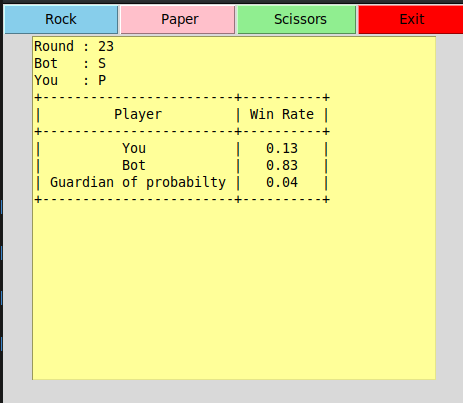 Rock Paper Scissors Exit
Round : 23
Bot   : S
You   : P
+------------------------+----------+
|         Player         | Win Rate |
+------------------------+----------+
|          You           |   0.13   |
|          Bot           |   0.83   |
| Guardian of probabilty |   0.04   |
+------------------------+----------+